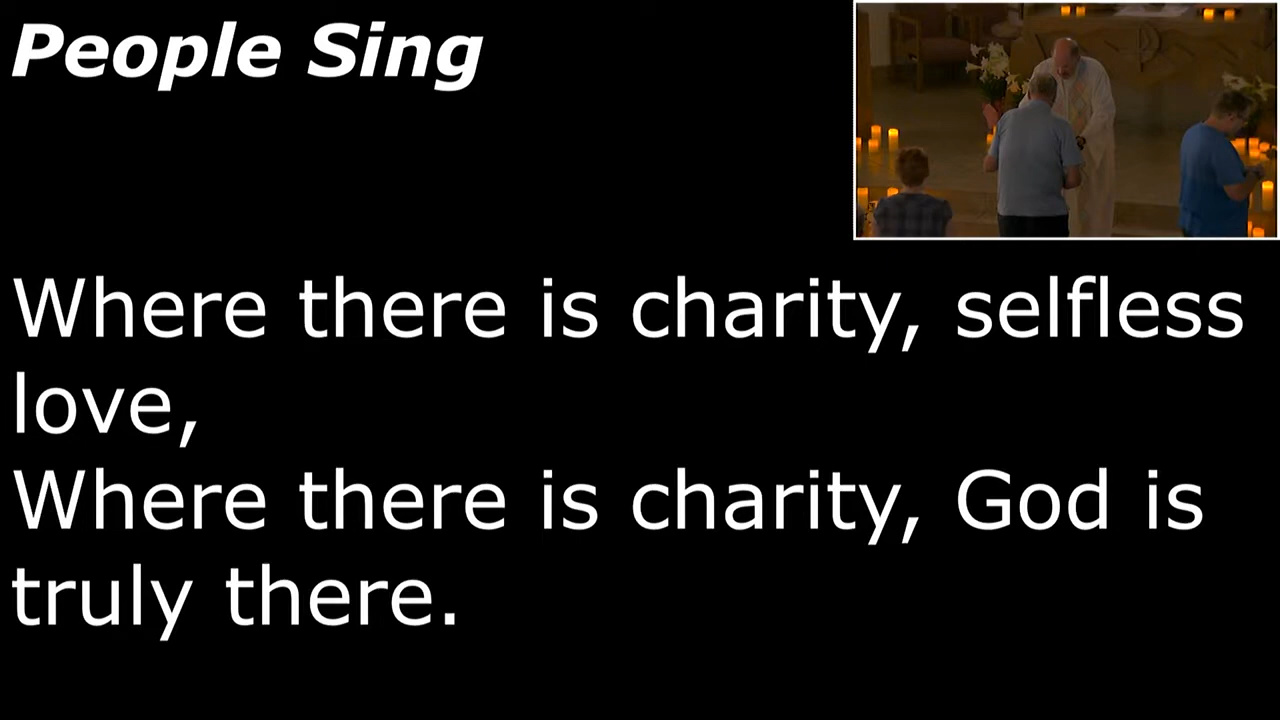 People Sing
Where there is charity, selfless
love,
Where there is charity, God is
truly there.